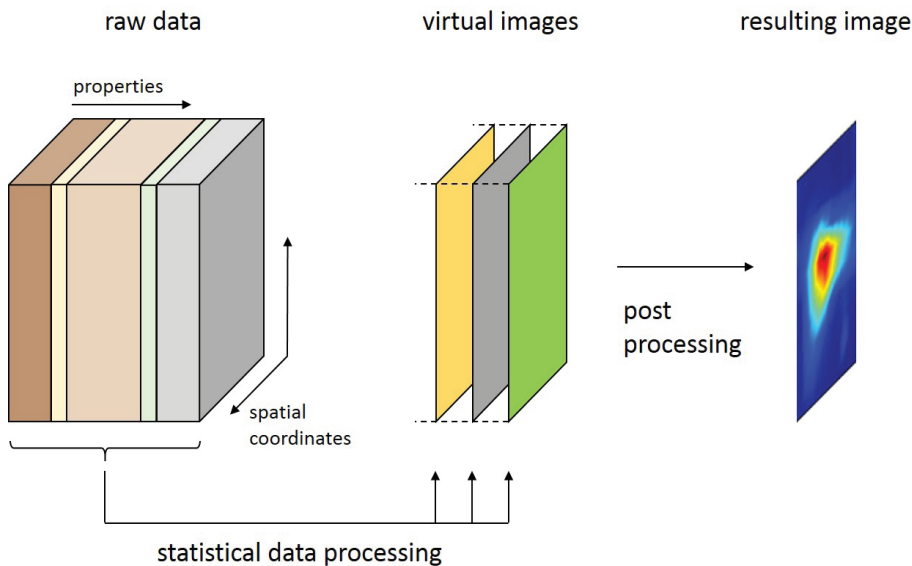 raw data
virtual images
resulting image
properties
spatial
coordinates
post
processing
statistical data processing